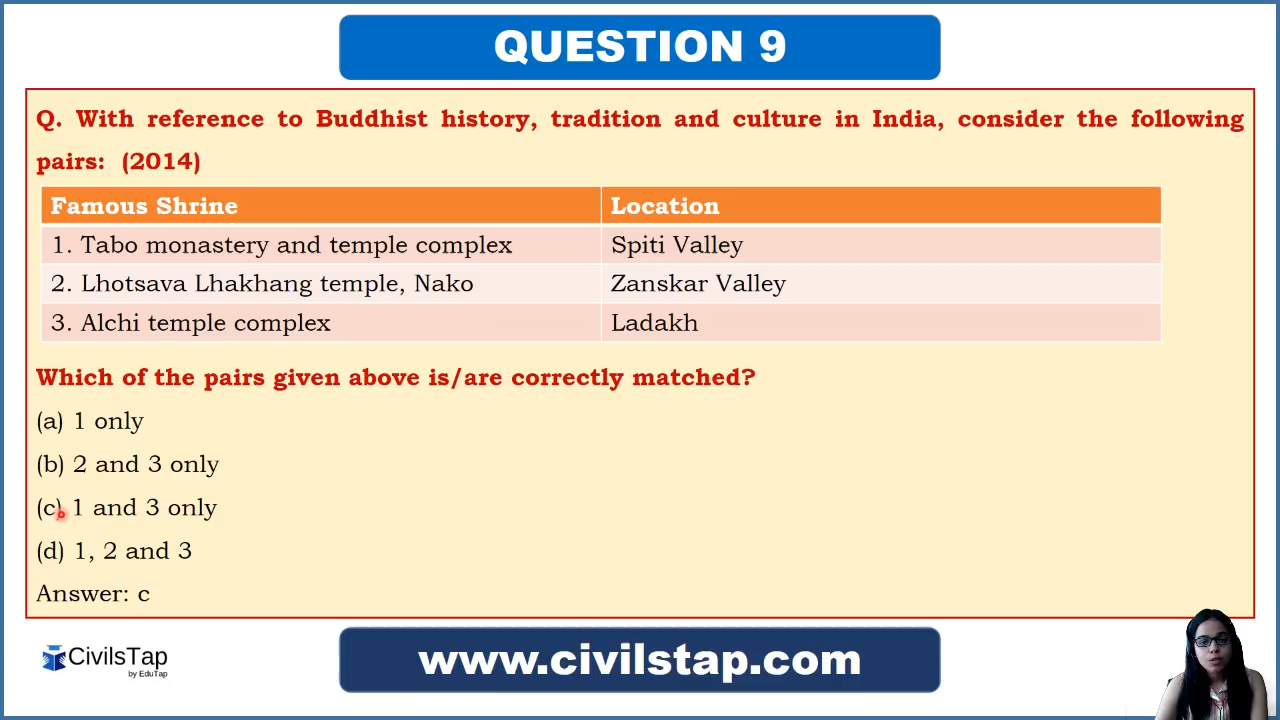 QUESTION 9
Q. With reference to Buddhist history, tradition and culture in India, consider the following
pairs: (2014)
Famous Shrine Location
1. Tabo monastery and temple complex Spiti Valley
2. Lhotsava Lhakhang temple, Nako Zanskar Valley
3. Alchi temple complex Ladakh
Which of the pairs given above is/are correctly matched?
(a) 1 only
(b) 2 and 3 only
(c) 1 and 3 only
(d) 1, 2 and 3
Answer: c
CivilsTap
by EduTap
www.civilstap.com